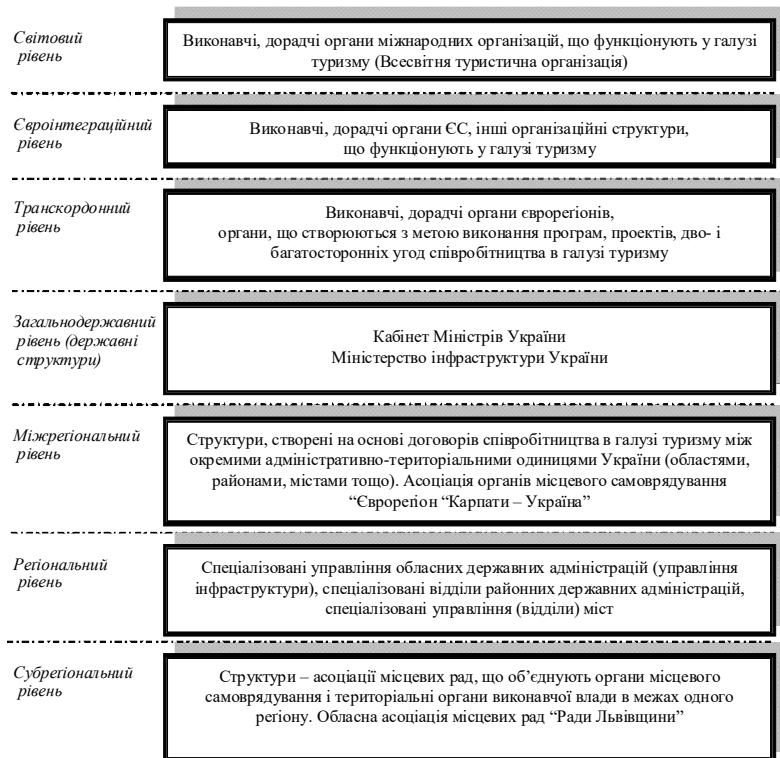 Світовий
рівень
Виконавчі, дорадчі органи міжнародних організацій, що функціонують у галузі
туризму (Всесвітня туристична організація)
Євроінтеграційний
рівень
Виконавчі, дорадчі органи ЄС, інші організаційні структури,
що функціонують у галузі туризму
Транскордонний
рівень
Виконавчі, дорадчі органи єврорегіонів,
органи, що створюються з метою виконання програм, проектів, дво- і
багатосторонніх угод співробітництва в галузі туризму
Загальнодержавний
рівень (державні
структури)
Кабінет Міністрів України
Міністерство інфраструктури України
Міжрегіональний
рівень
Структури, створені на основі договорів співробітництва в галузі туризму між
окремими адміністративно-територіальними одиницями України (областями,
районами, містами тощо). Асоціація органів місцевого самоврядування
“Єврорегіон “Карпати – Україна”
Регіональний
рівень
Спеціалізовані управління обласних державних адміністрацій (управління
інфраструктури), спеціалізовані відділи районних державних адміністрацій,
спеціалізовані управління (відділи) міст
Субрегіональний
рівень
Структури – асоціації місцевих рад, що об’єднують органи місцевого
самоврядування і територіальні органи виконавчої влади в межах одного
регіону. Обласна асоціація місцевих рад “Ради Львівщини”